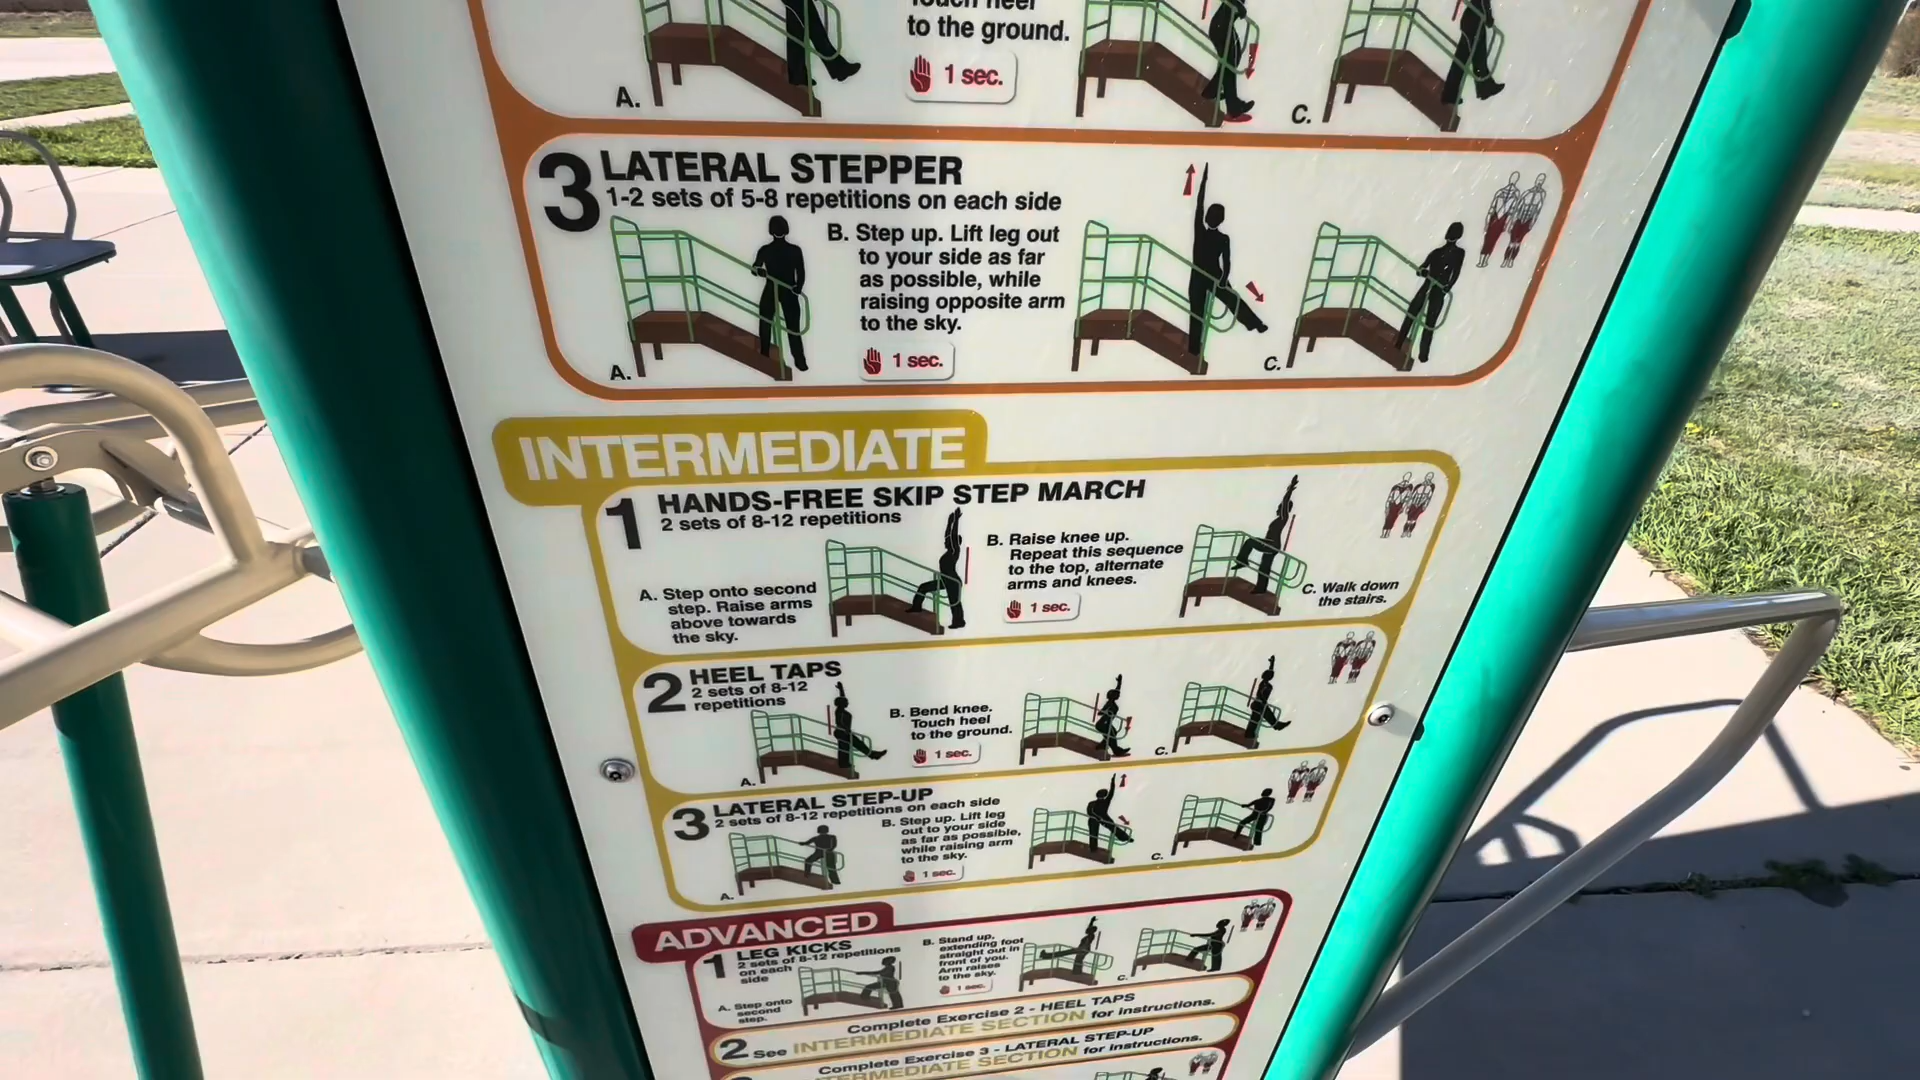 Touch heel
to the ground.
1 sec.
A.
C.
3 LATERAL STEPPER
1-2 sets of 5-8 repetitions on each side
B. Step up. Lift leg out
to your side as far
as possible, while
raising opposite arm
to the sky.
1 sec.
A.
C.
INTERMEDIATE
1 HANDS-FREE SKIP STEP MARCH
2 sets of 8-12 repetitions
A. Step onto second
step. Raise arms
above towards
the sky.
B. Raise knee up.
Repeat this sequence
to the top, alternate
arms and knees.
1 sec.
C. Walk down
the stairs.
2 HEEL TAPS
2 sets of 8-12
repetitions
A.
B. Bend knee.
Touch heel
to the ground.
1 sec.
C.
3 LATERAL STEP-UP
2 sets of 8-12 repetitions on each side
A.
B. Step up. Lift leg
out to your side
as far as possible,
while raising arm
to the sky.
1 sec.
C.
ADVANCED
1 LEG KICKS
2 sets of 8-12 repetitions
on each
side
A. Step onto
second
step.
B. Stand up,
extending foot
straight out in
front of you.
Arm raises
to the sky.
1 sec.
C.
Complete Exercise 2 - HEEL TAPS
2 See INTERMEDIATE SECTION for instructions.
Complete Exercise 3 - LATERAL STEP-UP
INTERMEDIATE SECTION for instructions.